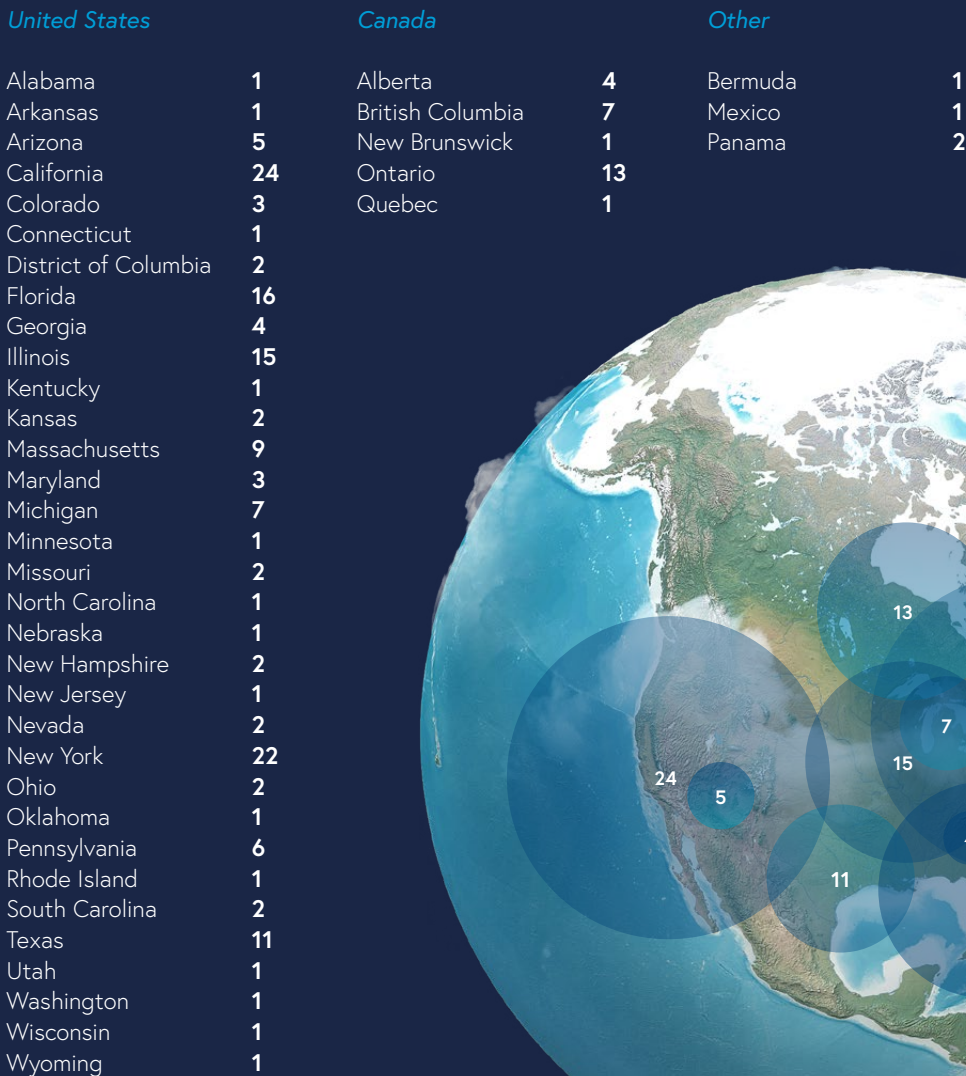 United States
Alabama 1
Arkansas 1
Arizona 5
California 24
Colorado 3
Connecticut 1
District of Columbia 2
Florida 16
Georgia 4
Illinois 15
Kentucky 1
Kansas 2
Massachusetts 9
Maryland 3
Michigan 7
Minnesota 1
Missouri 2
North Carolina 1
Nebraska 1
New Hampshire 2
New Jersey 1
Nevada 2
New York 22
Ohio 2
Oklahoma 1
Pennsylvania 6
Rhode Island 1
South Carolina 2
Texas 11
Utah 1
Washington 1
Wisconsin 1
Wyoming 1
Canada
Alberta 4
British Columbia 7
New Brunswick 1
Ontario 13
Quebec 1
Other
Bermuda 1
Mexico 1
Panama 2
13
7
15
24
5
11